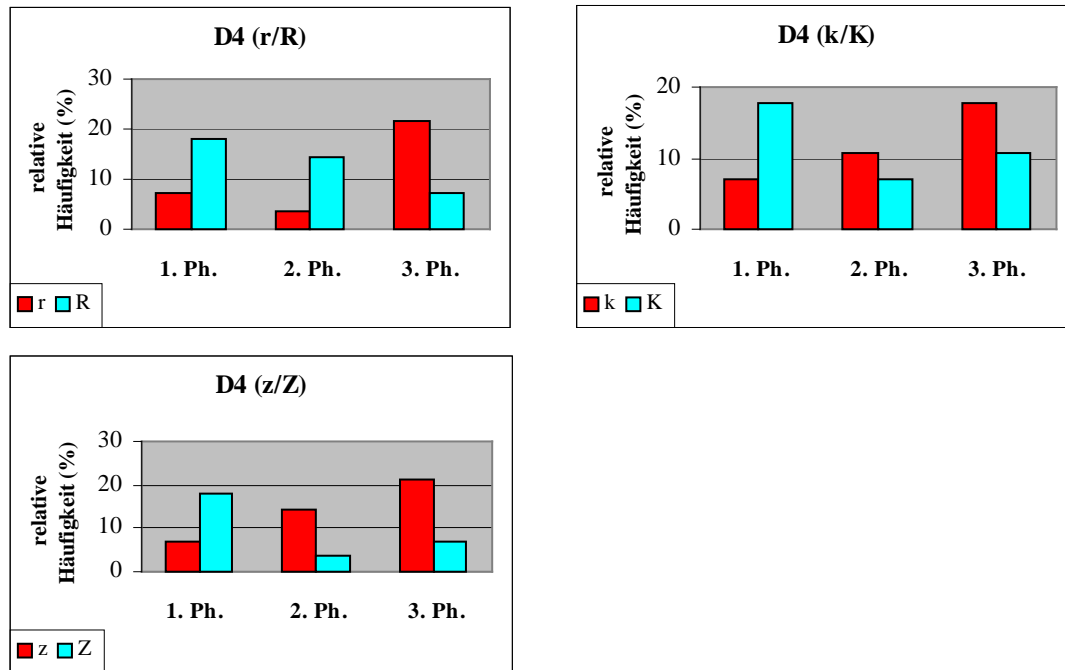 D4 (r/R)
relative
Häufigkeit (%)
30
20
10
0
1. Ph.
2. Ph.
3. Ph.
r R
D4 (k/K)
relative
Häufigkeit (%)
20
10
0
1. Ph.
2. Ph.
3. Ph.
k K
D4 (z/Z)
relative
Häufigkeit (%)
30
20
10
0
1. Ph.
2. Ph.
3. Ph.
z Z